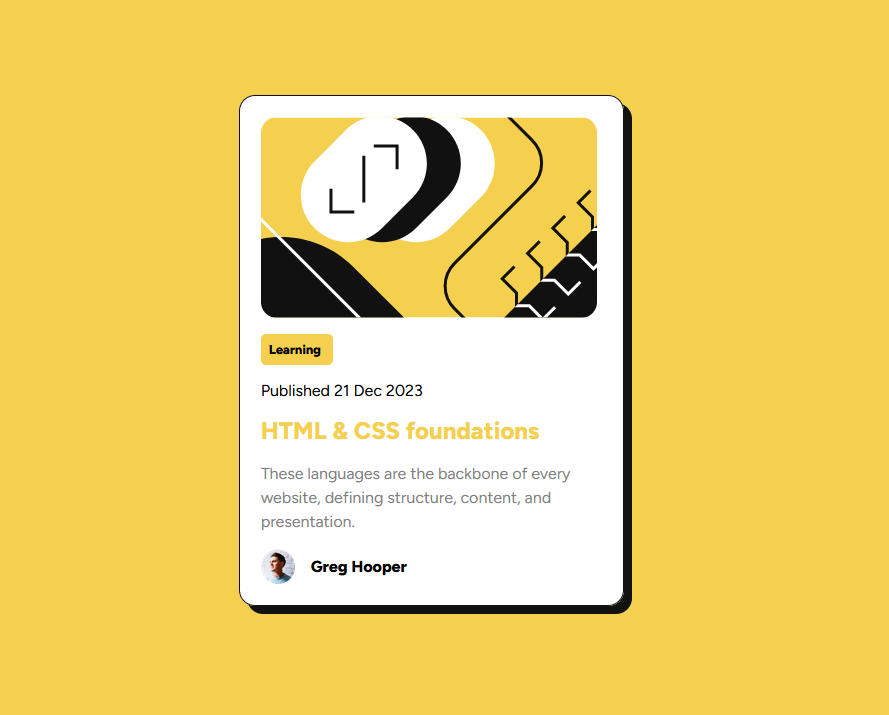 Learning
Published 21 Dec 2023
HTML & CSS foundations
These languages are the backbone of every
website, defining structure, content, and
presentation.
Greg Hooper